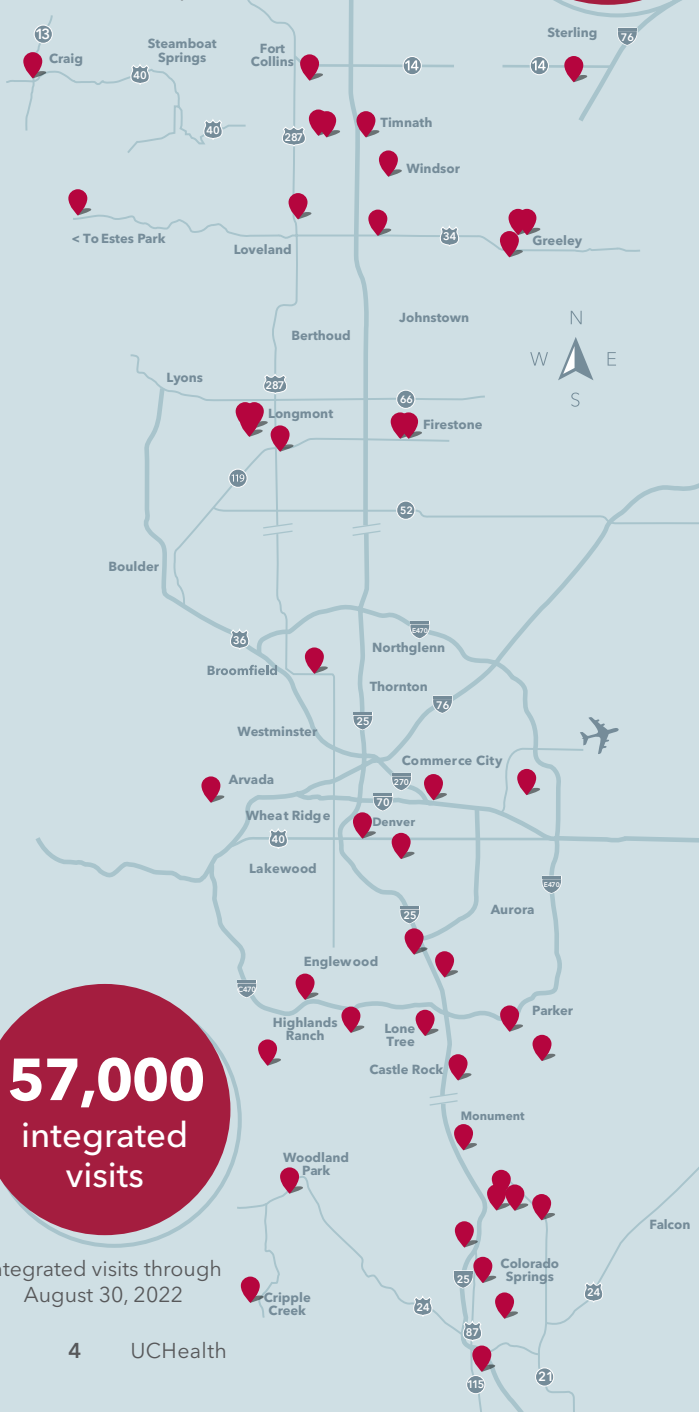 13
Craig
Steamboat
Springs
40
Fort
Collins
14
Sterling
76
14
40
287
Timnath
Windsor
< To Estes Park
Loveland
34
Greeley
N
W
E
S
Johnstown
Berthoud
Lyons
287
66
Longmont
Firestone
119
52
Boulder
E470
36
Northglenn
Broomfield
Thornton
76
25
Westminster
Commerce City
Arvada
270
70
Wheat Ridge
Denver
40
Lakewood
E470
25
Aurora
Englewood
C470
Highlands
Ranch
Lone
Tree
Parker
Castle Rock
57,000
integrated
visits
Monument
Woodland
Park
Falcon
ntegrated visits through
August 30, 2022
Colorado
Springs
25
Cripple
Creek
24
24
87
4
UCHealth
115
21